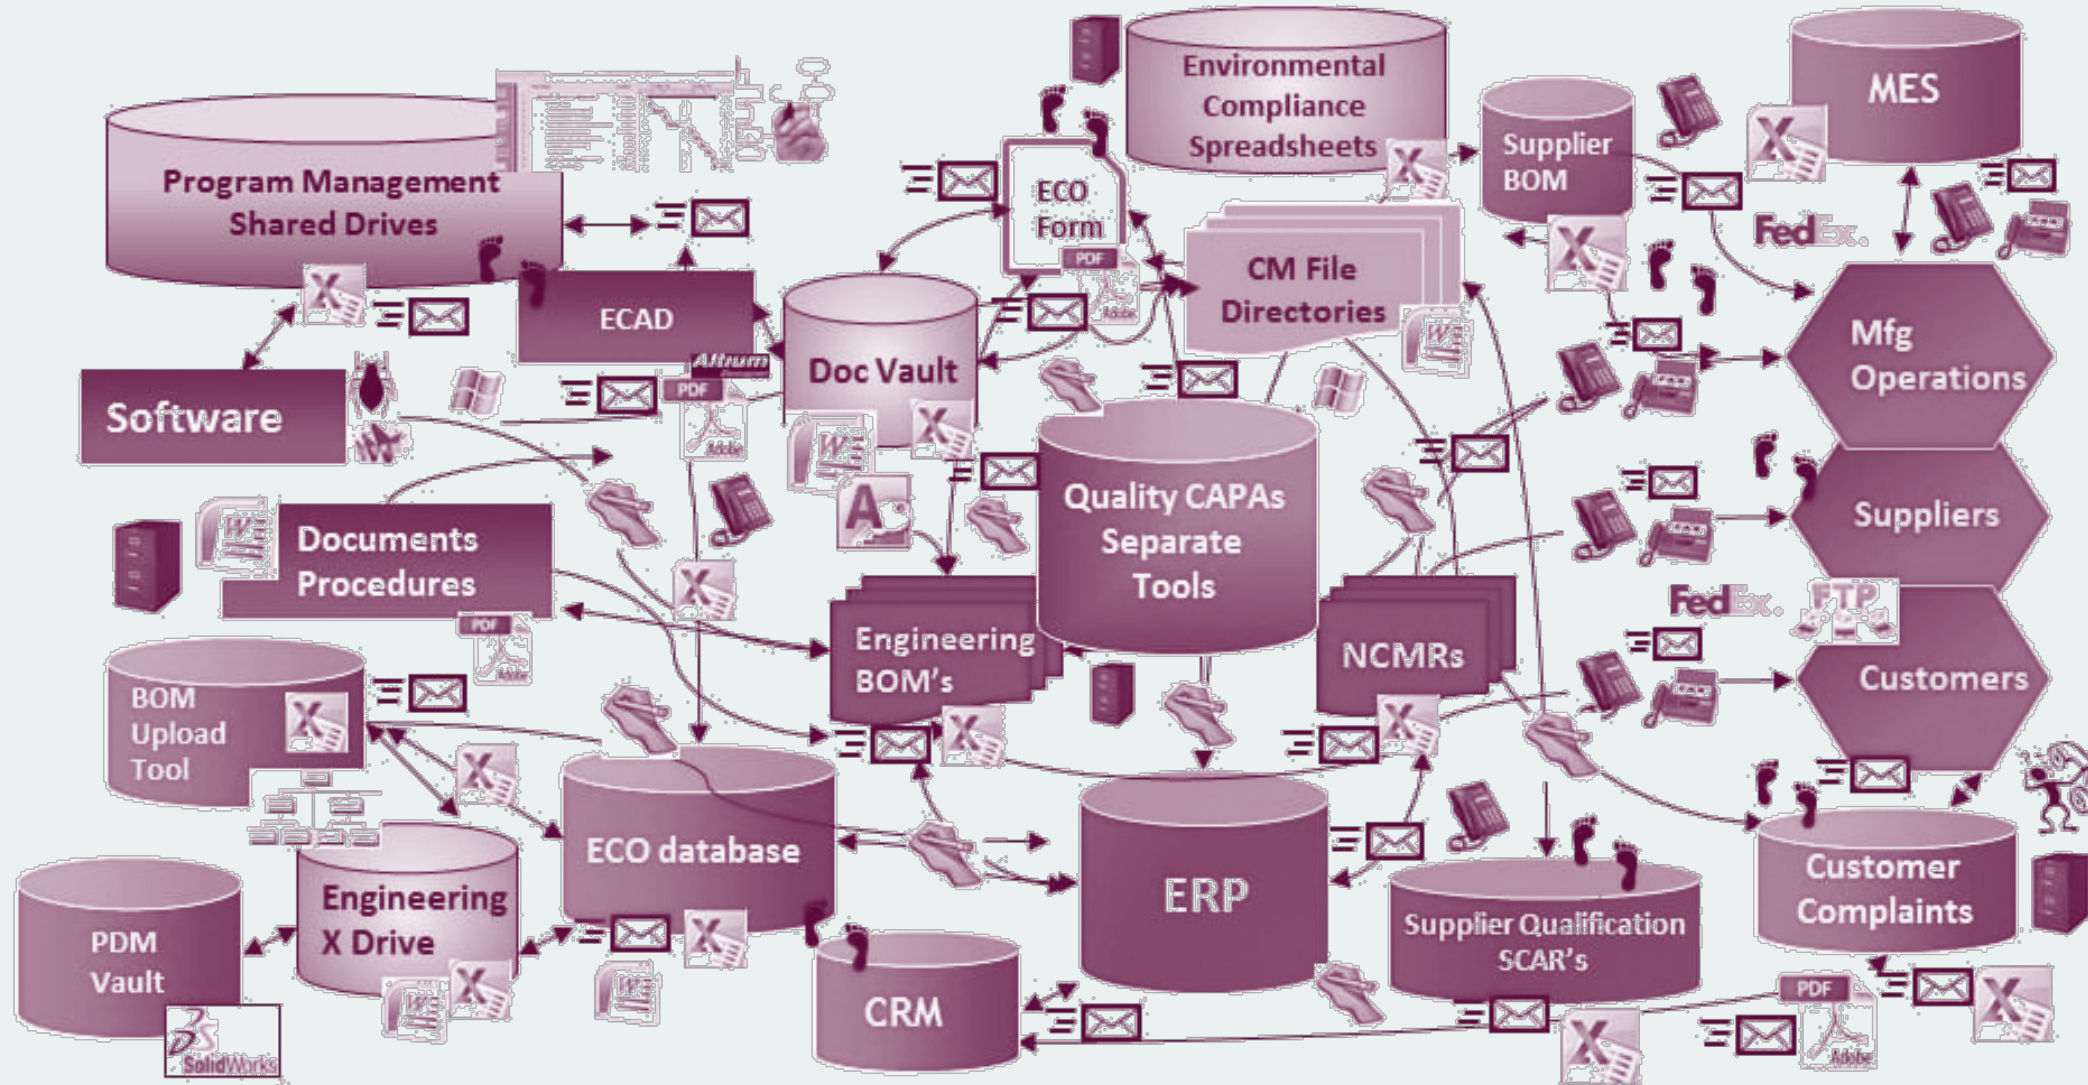 Program Management
Shared Drives
ECAD
Altium
PDF
Adobe
Software
Documents
Procedures
PDF
Adobe
BOM
Upload
Tool
PDM
Vault
SolidWorks
Engineering
X Drive
ECO database
CRM
ECO
Form
PDF
Adobe
Doc Vault
Engineering
BOM's
Environmental
Compliance
Spreadsheets
CM File
Directories
Quality CAPAs
Separate
Tools
NCMRs
ERP
Supplier
BOM
MES
FedEx.
Mfg
Operations
Suppliers
FedEx.
FTP
Customers
Customer
Complaints
Supplier Qualification
SCAR's
PDF
Adobe